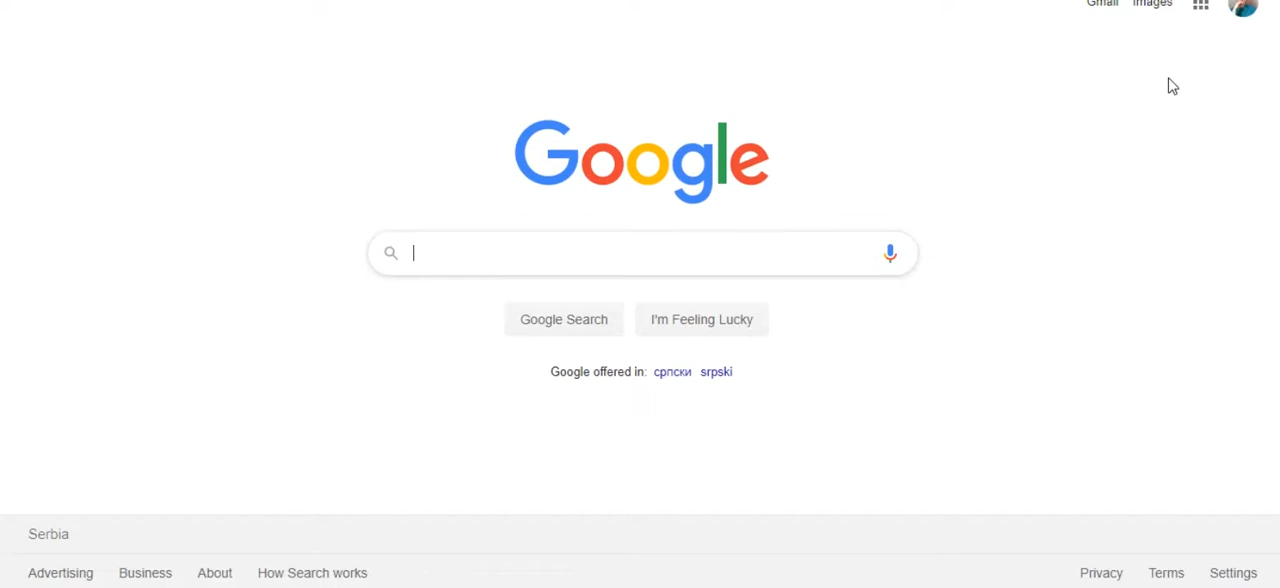 Gmail Images
Google
Google Search I'm Feeling Lucky
Google offered in: српски srpski
Serbia
Advertising Business About How Search works Privacy Terms Settings